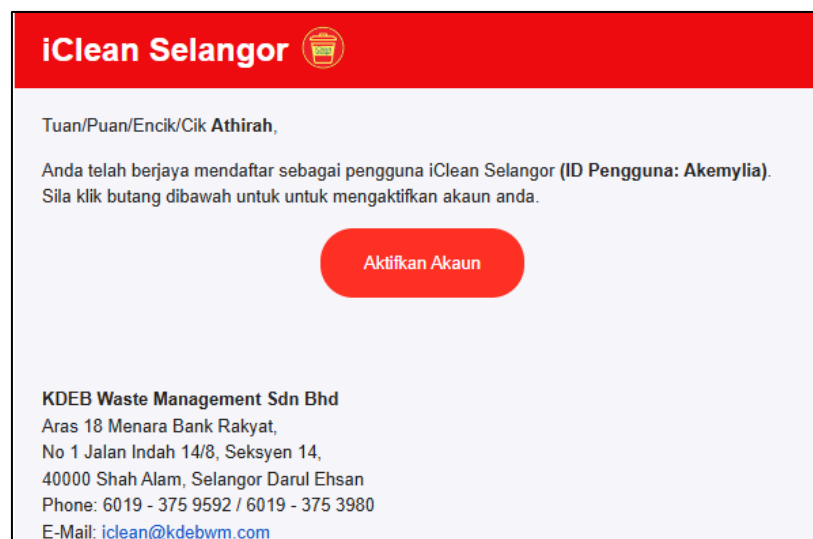 iClean Selangor
Tuan/Puan/Encik/Cik Athirah,
Anda telah berjaya mendaftar sebagai pengguna iClean Selangor (ID Pengguna: Akemylia).
Sila klik butang dibawah untuk untuk mengaktifkan akaun anda.
Aktifkan Akaun
KDEB Waste Management Sdn Bhd
Aras 18 Menara Bank Rakyat,
No 1 Jalan Indah 14/8, Seksyen 14,
40000 Shah Alam, Selangor Darul Ehsan
Phone: 6019 - 375 9592 / 6019 - 375 3980
E-Mail: iclean@kdebwm.com